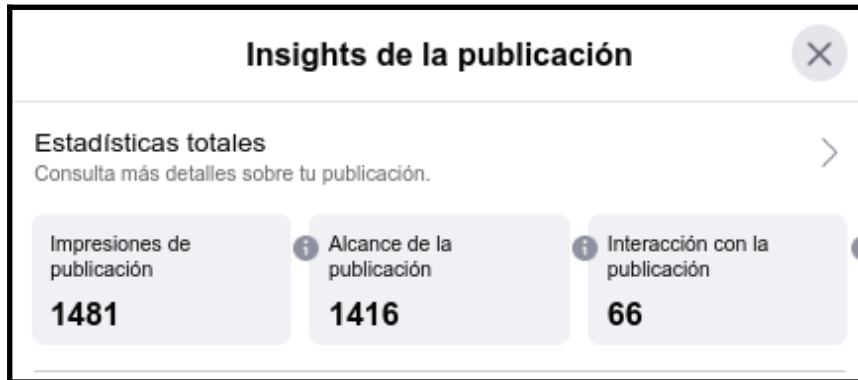 Insights de la publicación
Estadísticas totales
Consulta más detalles sobre tu publicación.
Impresiones de
publicación
1481
Alcance de la
publicación
1416
Interacción con la
publicación
66